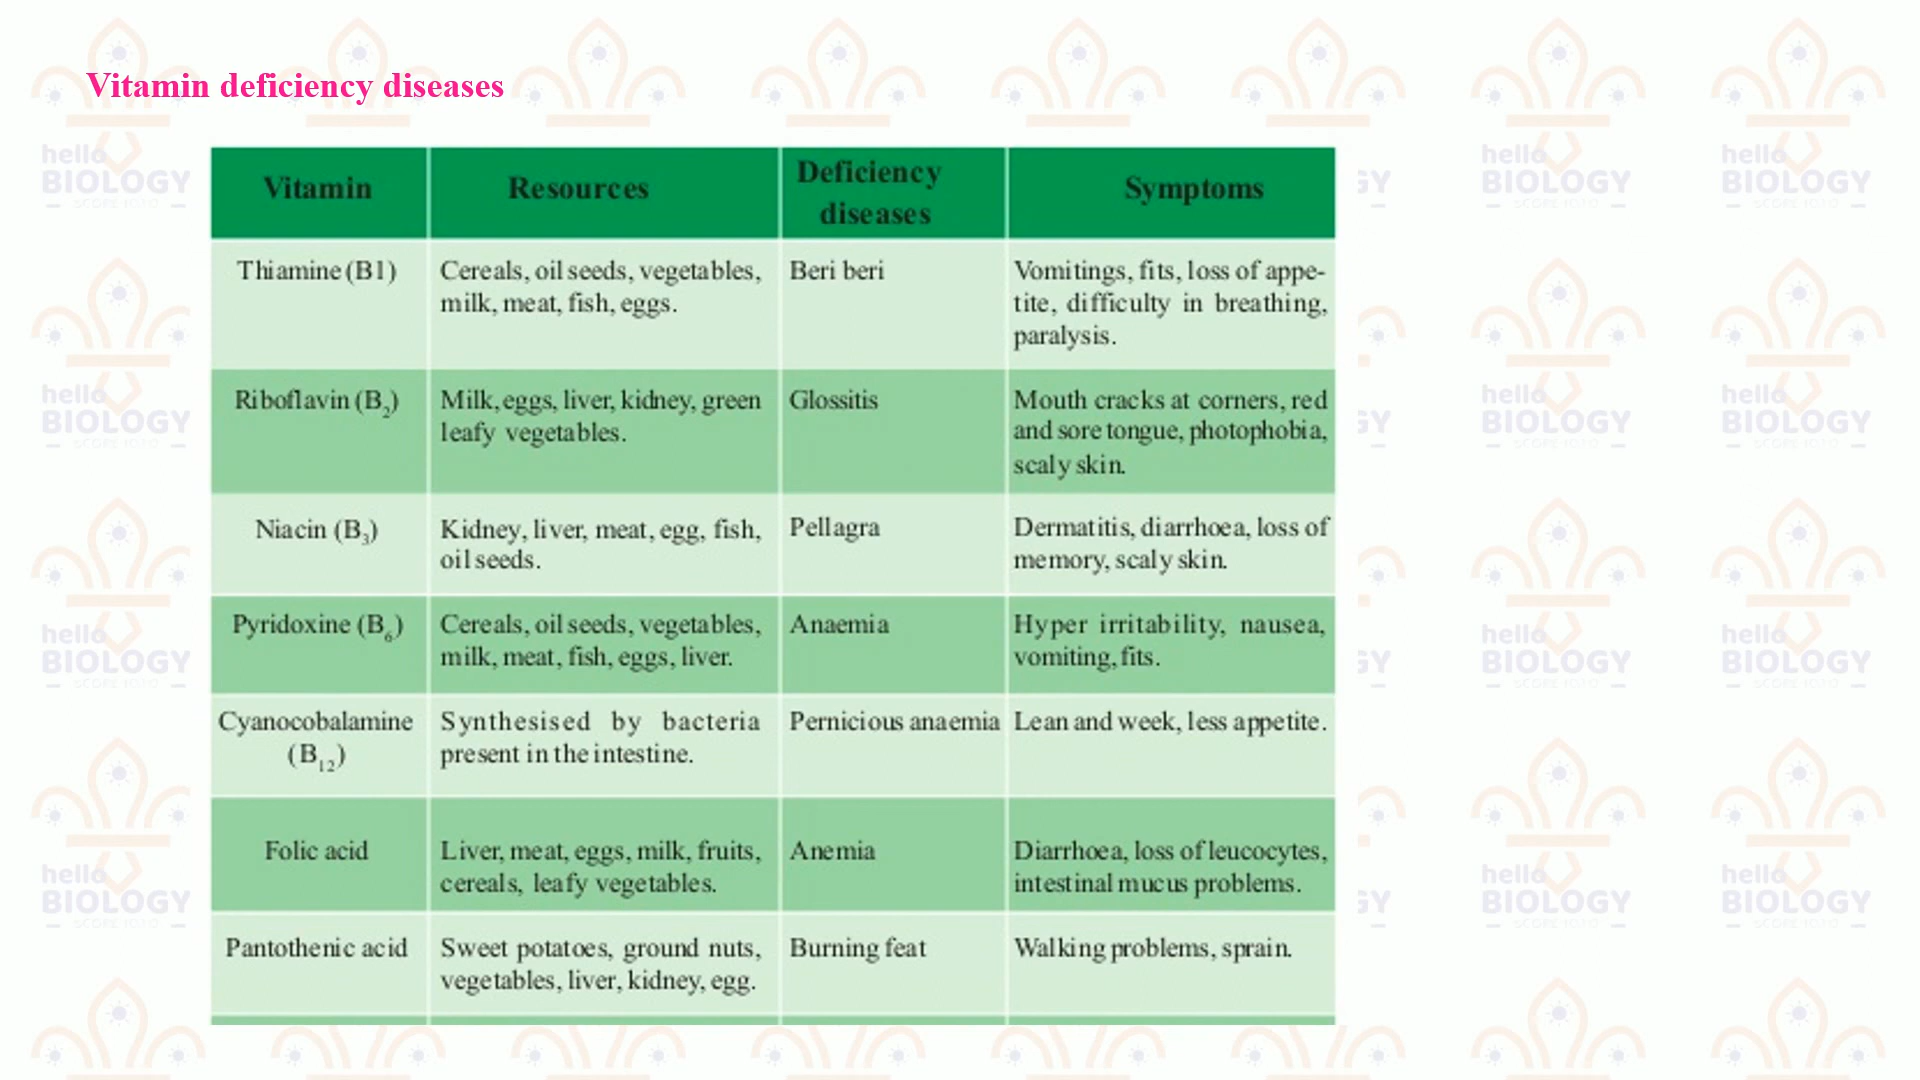 Vitamin deficiency diseases
Vitamin
Resources
Deficiency
diseases
Symptoms
Thiamine (B1)
Cereals, oil seeds, vegetables,
milk, meat, fish, eggs.
Beri beri
Vomitings, fits, loss of appe-
tite, difficulty in breathing,
paralysis.
Riboflavin (B₂)
Milk, eggs, liver, kidney, green
leafy vegetables.
Glossitis
Mouth cracks at corners, red
and sore tongue, photophobia,
scaly skin.
Niacin (B₃)
Kidney, liver, meat, egg, fish,
oil seeds.
Pellagra
Dermatitis, diarrhoea, loss of
memory, scaly skin.
Pyridoxine (B₆)
Cereals, oil seeds, vegetables,
milk, meat, fish, eggs, liver.
Anaemia
Hyper irritability, nausea,
vomiting, fits.
Cyanocobalamine
(B₁₂)
Synthesised by bacteria
present in the intestine.
Pernicious anaemia
Lean and week, less appetite.
Folic acid
Liver, meat, eggs, milk, fruits,
cereals, leafy vegetables.
Anemia
Diarrhoea, loss of leucocytes,
intestinal mucus problems.
Pantothenic acid
Sweet potatoes, ground nuts,
vegetables, liver, kidney, egg.
Burning feat
Walking problems, sprain.
hello
BIOLOGY
SCORE 10/10